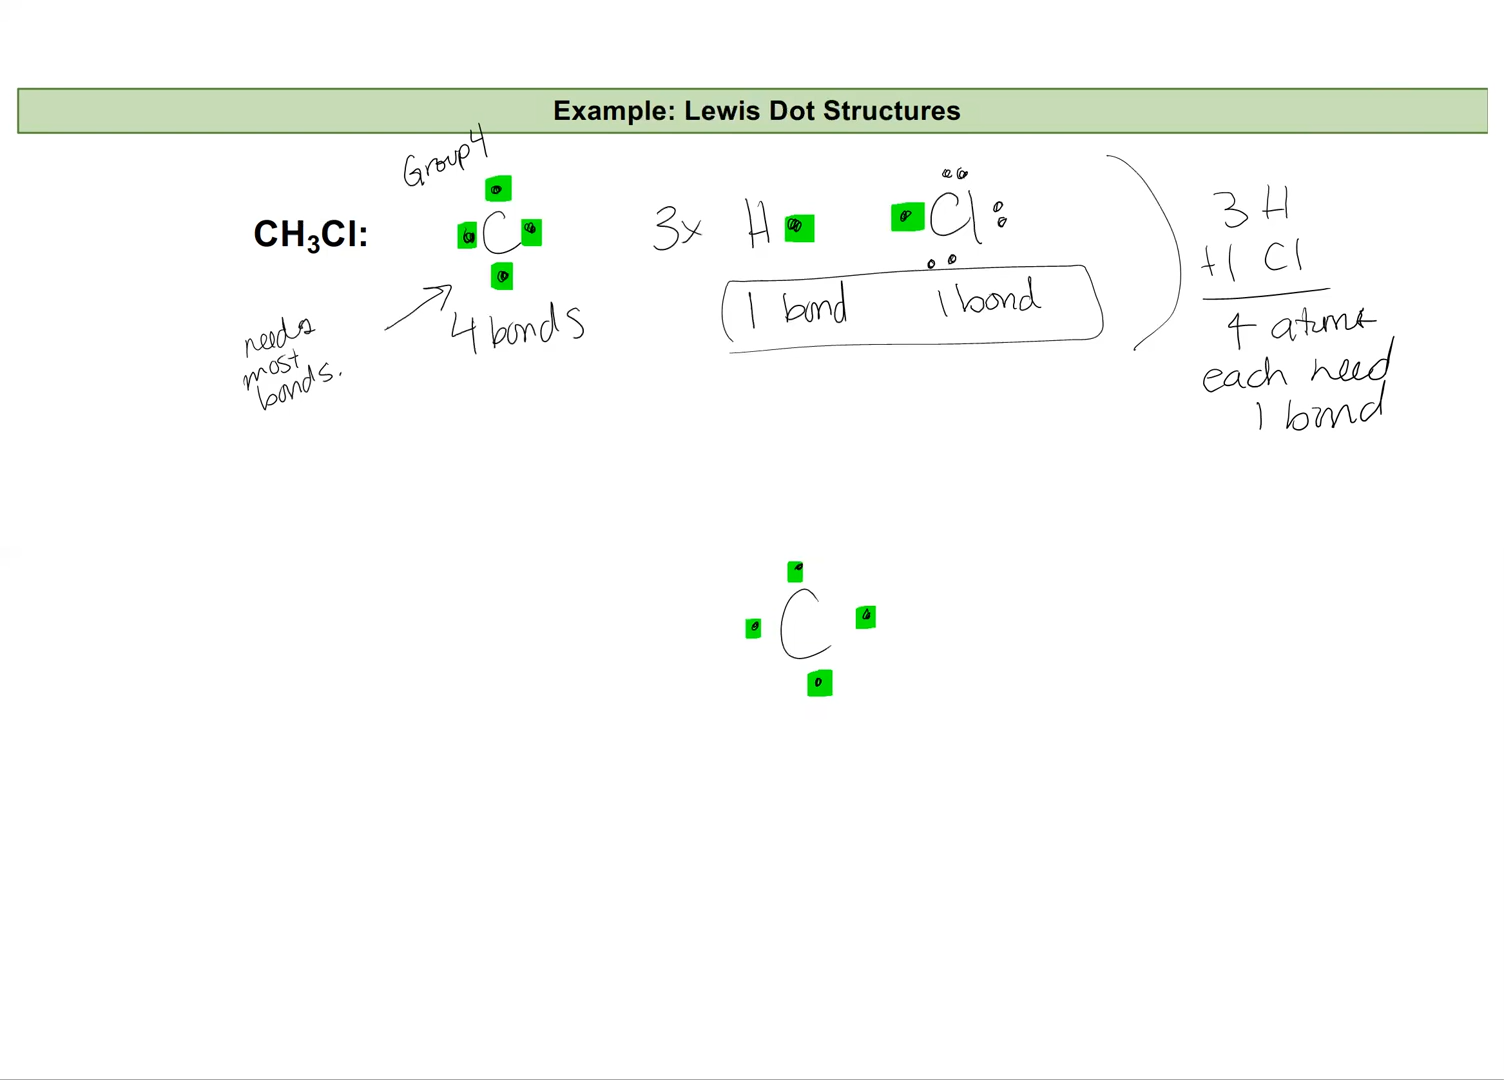 Example: Lewis Dot Structures
Group 4
CH₃Cl:
C
3x H
Cl
3 H
+1 Cl
4 bonds
1 bond
1 bond
4 atoms
each need
1 bond
needs
most
bonds.
C